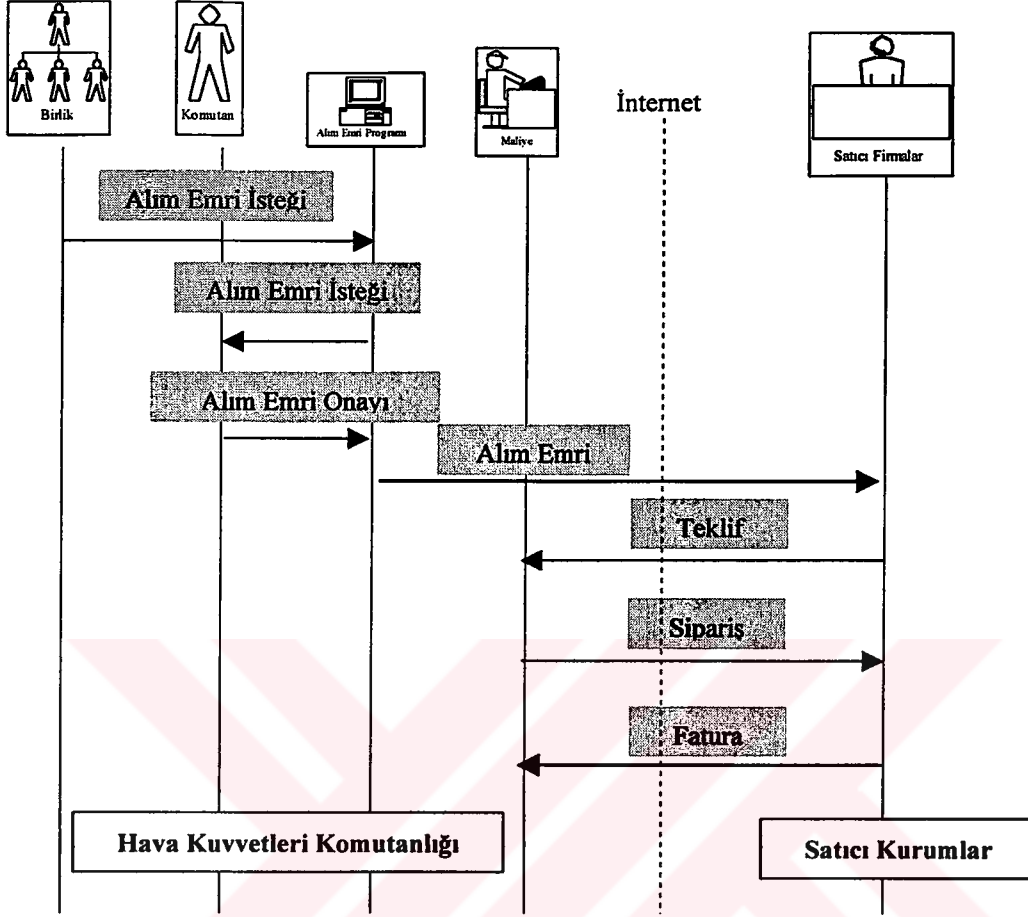 Birlik
Komutan
Alım Emri Programı
Maliye
İnternet
Satıcı Firmalar
Alım Emri İsteği
Alım Emri İsteği
Alım Emri Onayı
Alım Emri
Teklif
Sipariş
Fatura
Hava Kuvvetleri Komutanlığı
Satıcı Kurumlar